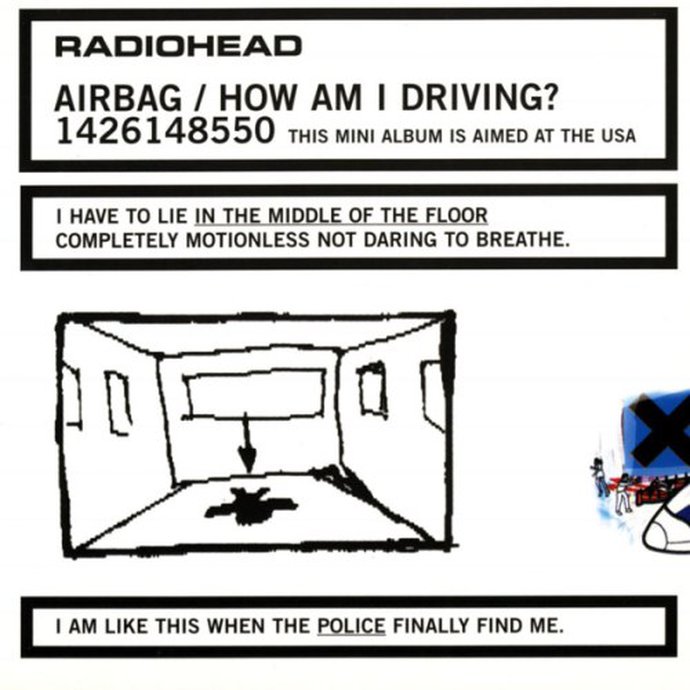 RADIOHEAD
AIRBAG / HOW AM I DRIVING?
1426148550 THIS MINI ALBUM IS AIMED AT THE USA
I HAVE TO LIE IN THE MIDDLE OF THE FLOOR
COMPLETELY MOTIONLESS NOT DARING TO BREATHE.
I AM LIKE THIS WHEN THE POLICE FINALLY FIND ME.